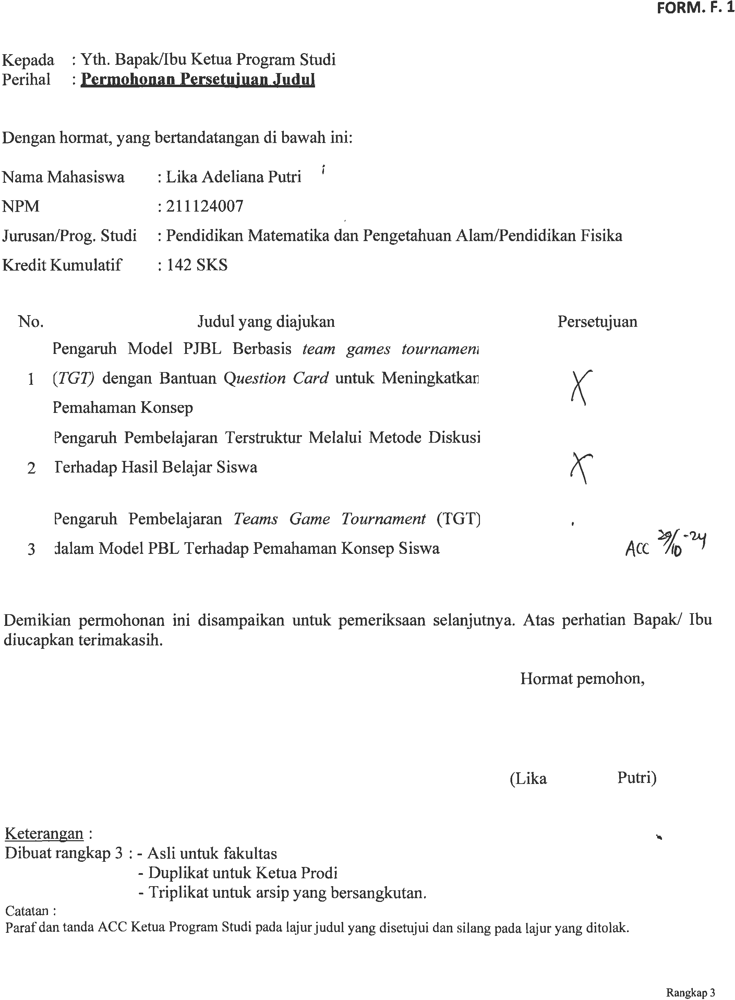 FORM. F. 1
Kepada : Yth. Bapak/Ibu Ketua Program Studi
Perihal : Permohonan Persetujuan Judul
Dengan hormat, yang bertandatangan di bawah ini:
Nama Mahasiswa : Lika Adeliana Putri
NPM : 211124007
Jurusan/Prog. Studi : Pendidikan Matematika dan Pengetahuan Alam/Pendidikan Fisika
Kredit Kumulatif : 142 SKS
No. Judul yang diajukan Persetujuan
Pengaruh Model PJBL Berbasis team games tournament
1 (TGT) dengan Bantuan Question Card untuk Meningkatkan X
Pemahaman Konsep
Pengaruh Pembelajaran Terstruktur Melalui Metode Diskusi
2 Terhadap Hasil Belajar Siswa X
Pengaruh Pembelajaran Teams Game Tournament (TGT)
3 dalam Model PBL Terhadap Pemahaman Konsep Siswa ACC 29/10-24
Demikian permohonan ini disampaikan untuk pemeriksaan selanjutnya. Atas perhatian Bapak/ Ibu
diucapkan terimakasih.
Hormat pemohon,
(Lika Putri)
Keterangan :
Dibuat rangkap 3 : - Asli untuk fakultas
- Duplikat untuk Ketua Prodi
- Triplikat untuk arsip yang bersangkutan.
Catatan :
Paraf dan tanda ACC Ketua Program Studi pada lajur judul yang disetujui dan silang pada lajur yang ditolak.
Rangkap 3